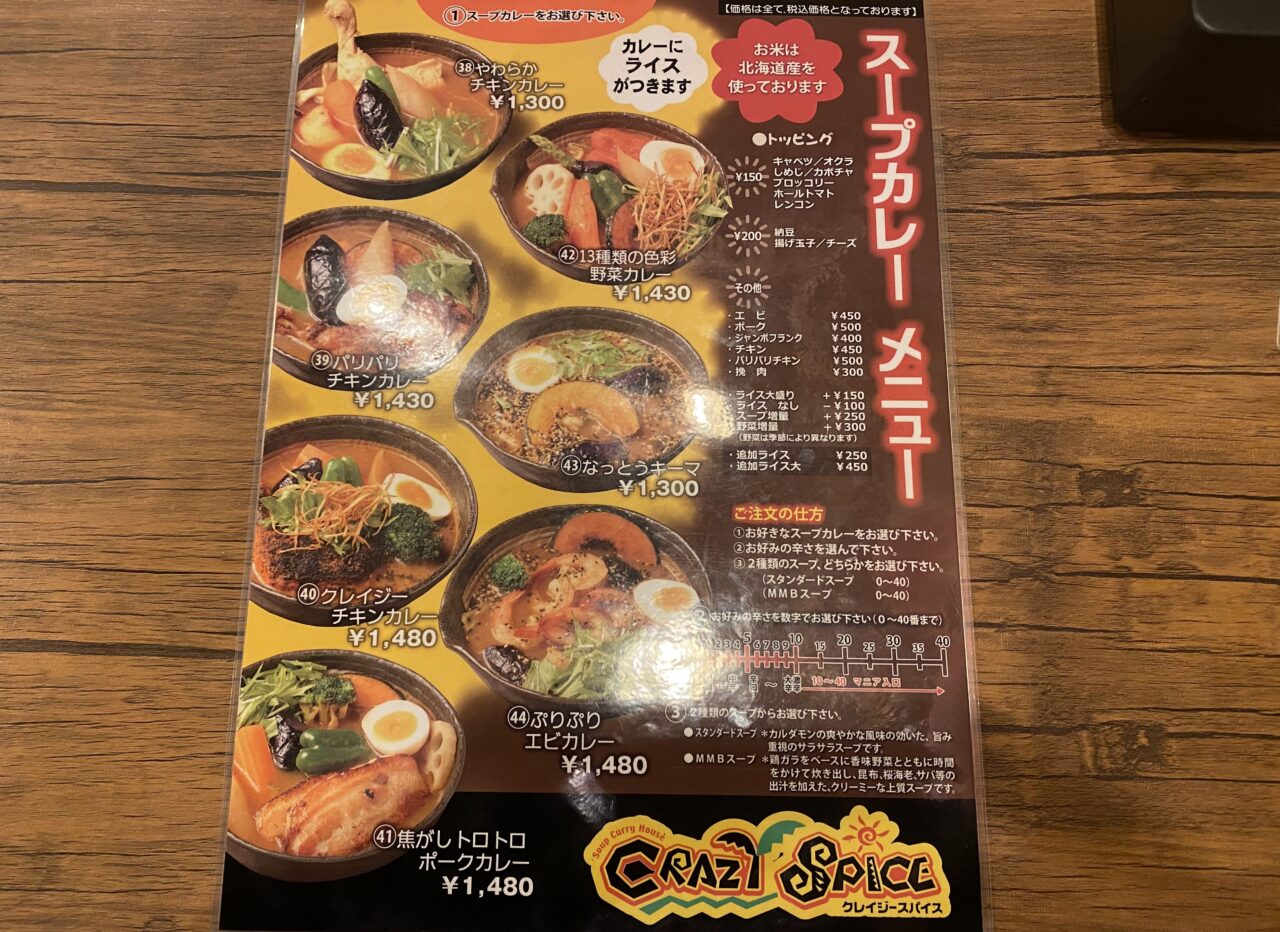 ①スープカレーをお選び下さい。
【価格は全て、税込価格となっております】
スープカレー メニュー
カレーに
ライス
がつきます
お米は
北海道産を
使っております
㊳やわらか
チキンカレー
¥1,300
㊷13種類の色彩
野菜カレー
¥1,430
㊴パリパリ
チキンカレー
¥1,430
㊸なっとうキーマ
¥1,300
㊵クレイジー
チキンカレー
¥1,480
㊹ぷりぷり
エビカレー
¥1,480
㊶焦がしトロトロ
ポークカレー
¥1,480
●トッピング
¥150
キャベツ／オクラ
しめじ／カボチャ
ブロッコリー
ホールトマト
レンコン
¥200
納豆
揚げ玉子／チーズ
その他
・エビ ¥450
・ポーク ¥500
・ジャンボフランク ¥400
・チキン ¥450
・パリパリチキン ¥500
・挽肉 ¥300
・ライス大盛り +¥150
ライス なし −¥100
スープ増量 +¥250
野菜増量 +¥300
（野菜は季節により異なります）
・追加ライス ¥250
・追加ライス大 ¥450
ご注文の仕方
①お好きなスープカレーをお選び下さい。
②お好みの辛さを選んで下さい。
③２種類のスープ、どちらかをお選び下さい。
（スタンダードスープ 0〜40）
（ＭＭＢスープ 0〜40）
②お好みの辛さを数字でお選び下さい（０〜40番まで）
2 3 4 5 6 7 8 9 10 15 20 25 30 35 40
〜 中辛 〜 大激辛辛 10〜40 マニア入口
③２種類のスープからお選び下さい。
●スタンダードスープ ＊カルダモンの爽やかな風味の効いた、旨み
重視のサラサラスープです。
●ＭＭＢスープ ＊鶏ガラをベースに香味野菜とともに時間
をかけて炊き出し、昆布、桜海老、サバ等の
出汁を加えた、クリーミーな上質スープです。
Soup Curry House
CRAZY SPICE
クレイジースパイス